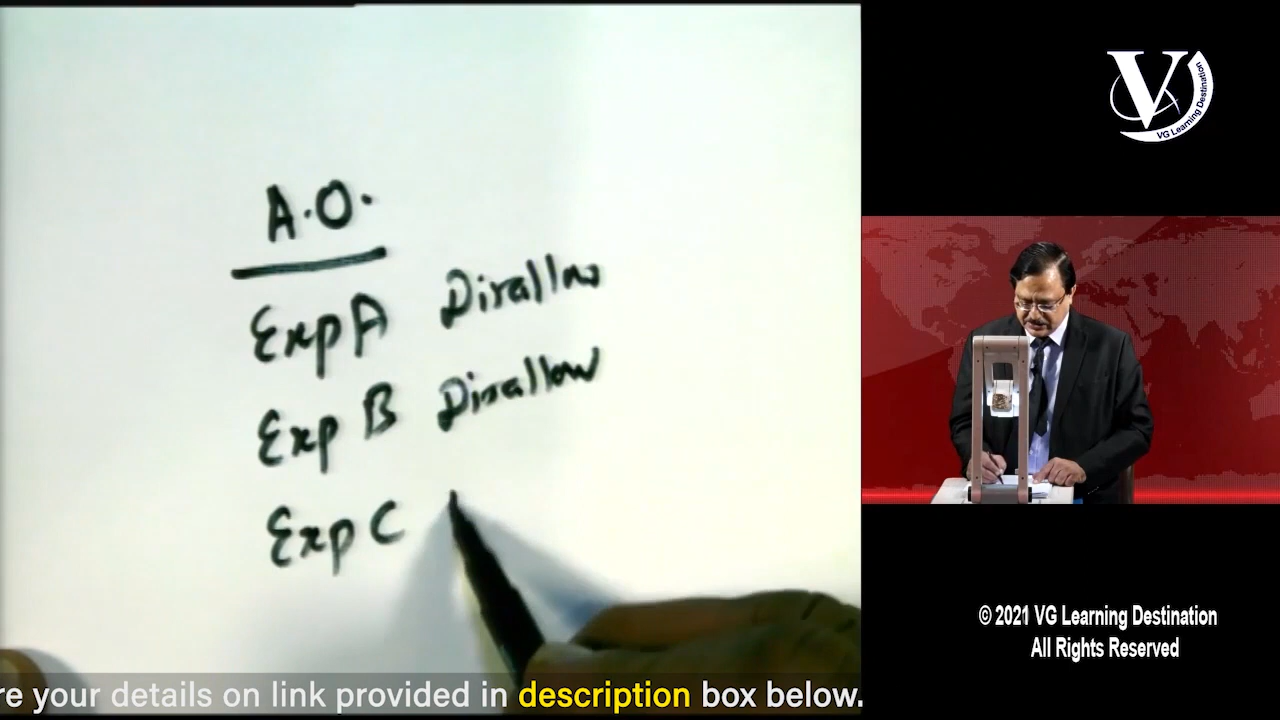 A.O.
Exp A Disallow
Exp B Disallow
Exp C
V
VG Learning Destination
© 2021 VG Learning Destination
All Rights Reserved
re your details on link provided in description box below.